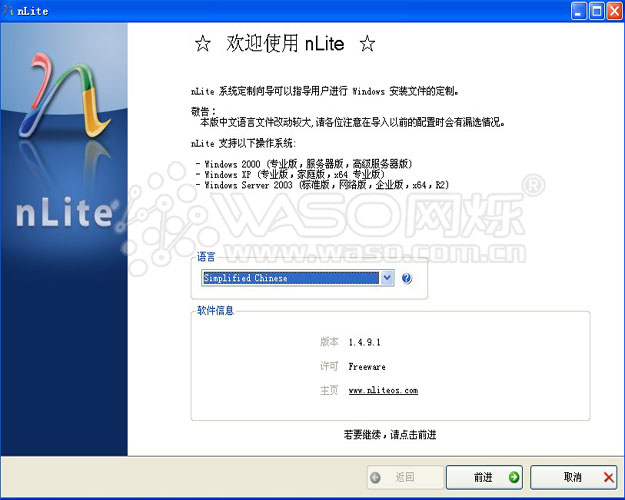 nLite
☆ 欢迎使用 nLite ☆
nLite 系统定制向导可以指导用户进行 Windows 安装文件的定制。
敬告：
本版中文语言文件改动较大,请各位注意在导入以前的配置时会有漏选情况。
nLite 支持以下操作系统:
- Windows 2000 (专业版,服务器版,高级服务器版)
- Windows XP (专业版,家庭版,x64 专业版)
- Windows Server 2003 (标准版,网络版,企业版,x64,R2)
nLite
WASO网烁®
www.waso.com.cn
语言
Simplified Chinese
软件信息
版本 1.4.9.1
许可 Freeware
主页 www.nliteos.com
若要继续,请点击前进
返回
前进
取消